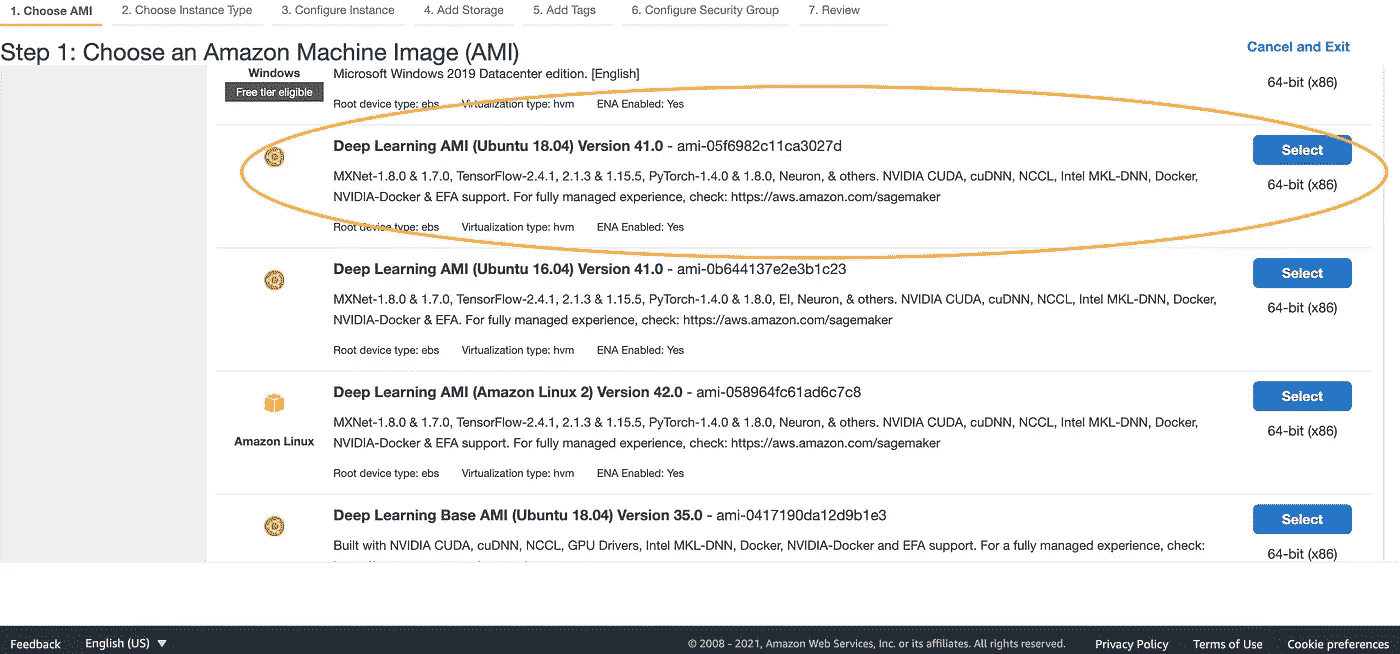 1. Choose AMI 2. Choose Instance Type 3. Configure Instance 4. Add Storage 5. Add Tags 6. Configure Security Group 7. Review
Step 1: Choose an Amazon Machine Image (AMI)
Cancel and Exit
Windows
Free tier eligible
Microsoft Windows 2019 Datacenter edition. [English]
Root device type: ebs Virtualization type: hvm ENA Enabled: Yes
64-bit (x86)
Deep Learning AMI (Ubuntu 18.04) Version 41.0 - ami-05f6982c11ca3027d
MXNet-1.8.0 & 1.7.0, TensorFlow-2.4.1, 2.1.3 & 1.15.5, PyTorch-1.4.0 & 1.8.0, Neuron, & others. NVIDIA CUDA, cuDNN, NCCL, Intel MKL-DNN, Docker,
NVIDIA-Docker & EFA support. For fully managed experience, check: https://aws.amazon.com/sagemaker
Root device type: ebs Virtualization type: hvm ENA Enabled: Yes
Select
64-bit (x86)
Deep Learning AMI (Ubuntu 16.04) Version 41.0 - ami-0b644137e2e3b1c23
MXNet-1.8.0 & 1.7.0, TensorFlow-2.4.1, 2.1.3 & 1.15.5, PyTorch-1.4.0 & 1.8.0, EI, Neuron, & others. NVIDIA CUDA, cuDNN, NCCL, Intel MKL-DNN, Docker,
NVIDIA-Docker & EFA. For fully managed experience, check: https://aws.amazon.com/sagemaker
Root device type: ebs Virtualization type: hvm ENA Enabled: Yes
Select
64-bit (x86)
Amazon Linux
Deep Learning AMI (Amazon Linux 2) Version 42.0 - ami-058964fc61ad6c7c8
MXNet-1.8.0 & 1.7.0, TensorFlow-2.4.1, 2.1.3 & 1.15.5, PyTorch-1.4.0 & 1.8.0, Neuron, & others. NVIDIA CUDA, cuDNN, NCCL, Intel MKL-DNN, Docker,
NVIDIA-Docker & EFA support. For fully managed experience, check: https://aws.amazon.com/sagemaker
Root device type: ebs Virtualization type: hvm ENA Enabled: Yes
Select
64-bit (x86)
Deep Learning Base AMI (Ubuntu 18.04) Version 35.0 - ami-0417190da12d9b1e3
Built with NVIDIA CUDA, cuDNN, NCCL, GPU Drivers, Intel MKL-DNN, Docker, NVIDIA-Docker and EFA support. For a fully managed experience, check:
Select
64-bit (x86)
Feedback English (US) © 2008 - 2021, Amazon Web Services, Inc. or its affiliates. All rights reserved. Privacy Policy Terms of Use Cookie preferences